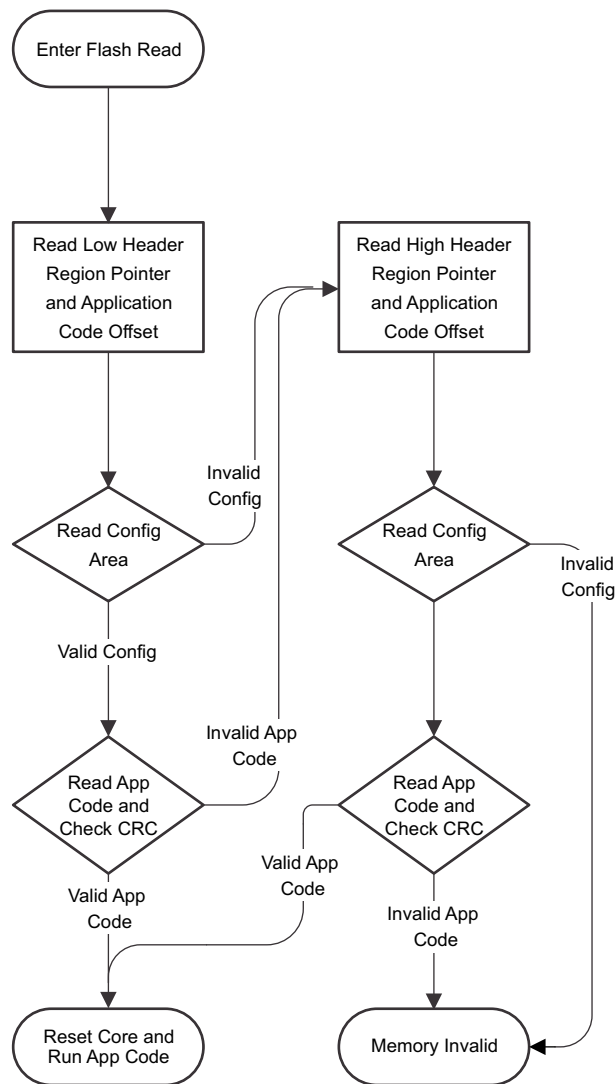 Enter Flash Read
Read Low Header
Region Pointer
and Application
Code Offset
Read High Header
Region Pointer
and Application
Code Offset
Invalid
Config
Read Config
Area
Read Config
Area
Invalid
Config
Valid Config
Invalid App
Code
Read App
Code and
Check CRC
Read App
Code and
Check CRC
Valid App
Code
Valid App
Code
Invalid App
Code
Reset Core and
Run App Code
Memory Invalid